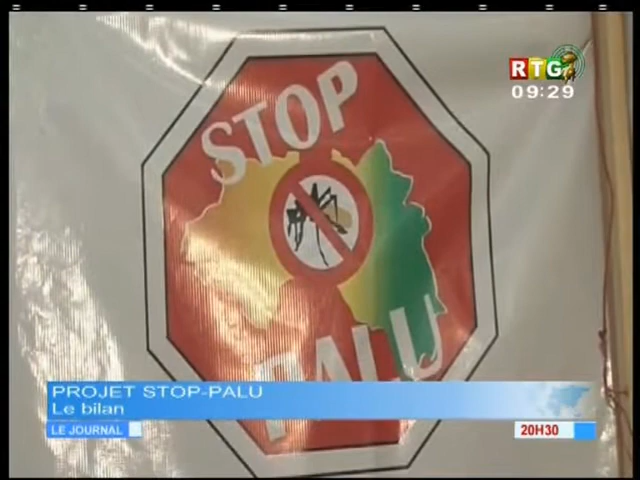 RTG
09:29
STOP
PALU
PROJET STOP-PALU
Le bilan
LE JOURNAL
20H30